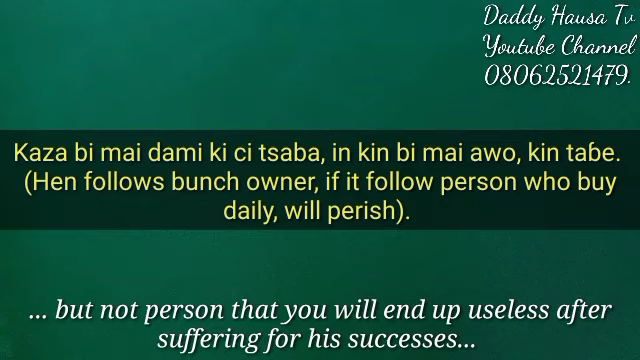 Daddy Hausa Tv
Youtube Channel
08062521479.
Kaza bi mai dami ki ci tsaba, in kin bi mai awo, kin taɓe.
(Hen follows bunch owner, if it follow person who buy
daily, will perish).
... but not person that you will end up useless after
suffering for his successes...